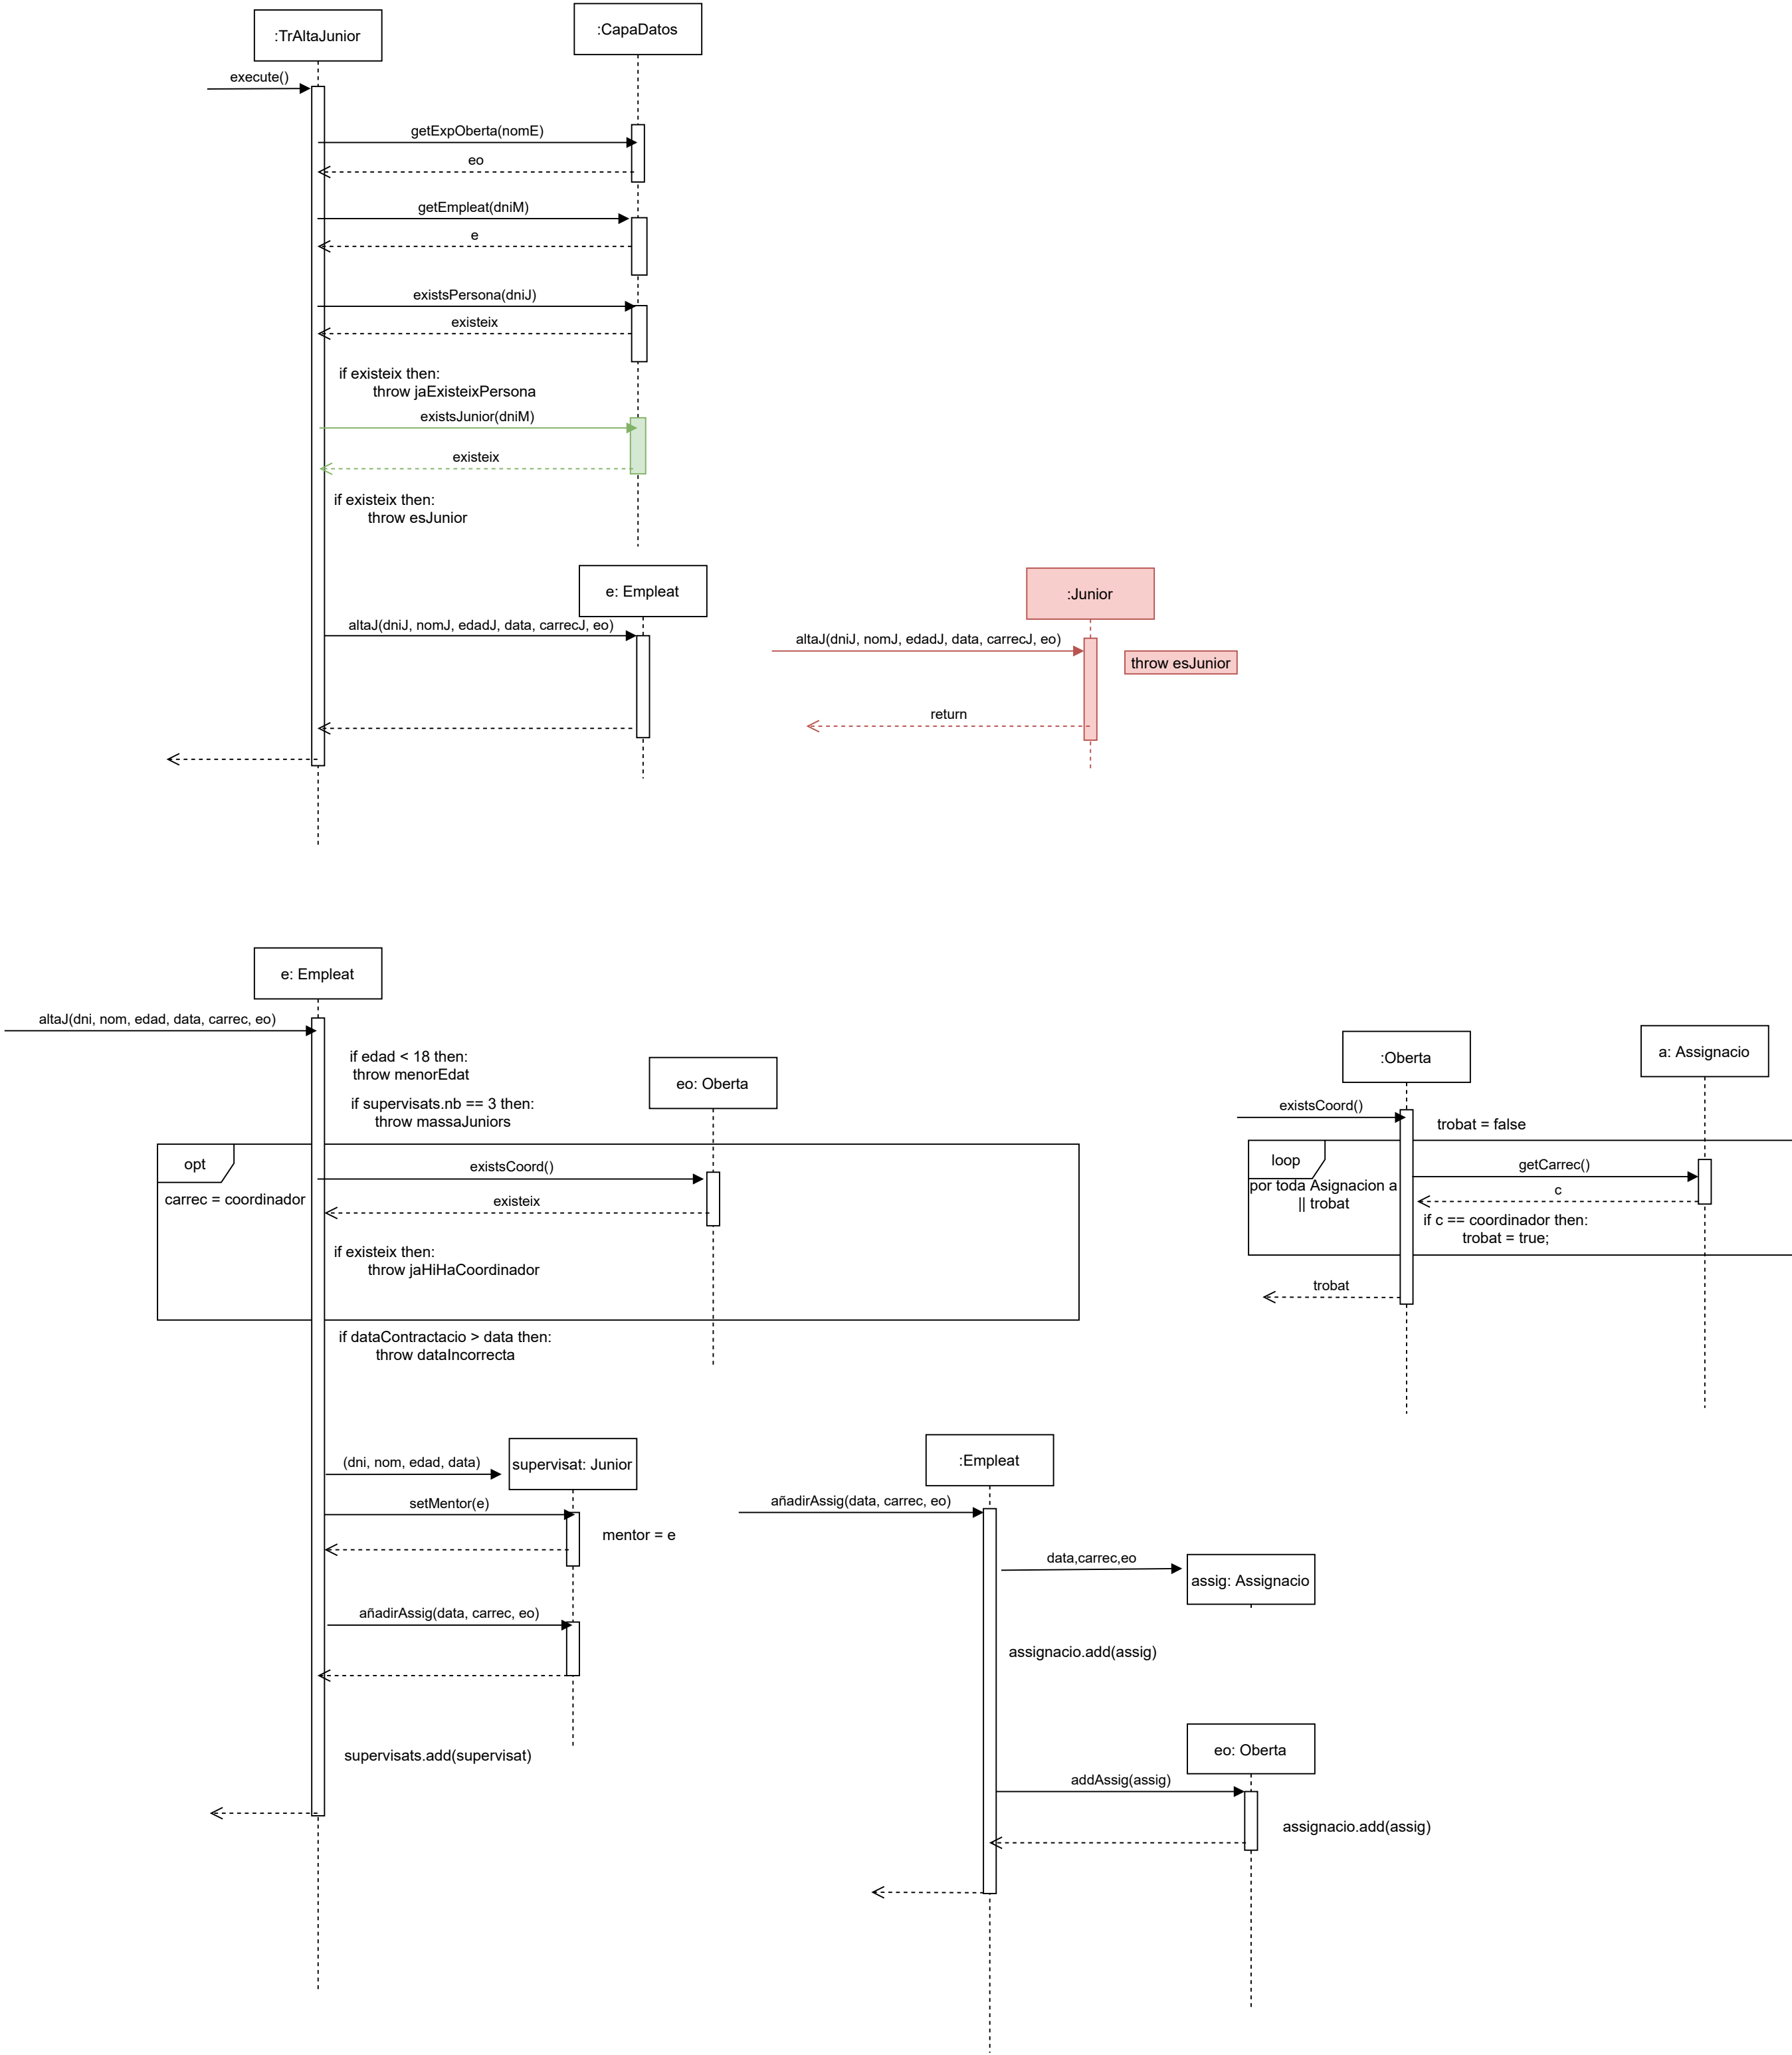 :TrAltaJunior
:CapaDatos
execute()
getExpOberta(nomE)
eo
getEmpleat(dniM)
e
existsPersona(dniJ)
existeix
if existeix then:
throw jaExisteixPersona
existsJunior(dniM)
existeix
if existeix then:
throw esJunior
e: Empleat
:Junior
altaJ(dniJ, nomJ, edadJ, data, carrecJ, eo)
altaJ(dniJ, nomJ, edadJ, data, carrecJ, eo)
throw esJunior
return
e: Empleat
altaJ(dni, nom, edad, data, carrec, eo)
if edad < 18 then:
throw menorEdat
eo: Oberta
if supervisats.nb == 3 then:
throw massaJuniors
opt
carrec = coordinador
existsCoord()
existeix
if existeix then:
throw jaHiHaCoordinador
if dataContractacio > data then:
throw dataIncorrecta
:Oberta
a: Assignacio
existsCoord()
trobat = false
loop
por toda Asignacion a
|| trobat
getCarrec()
c
if c == coordinador then:
trobat = true;
trobat
(dni, nom, edad, data)
supervisat: Junior
setMentor(e)
mentor = e
añadirAssig(data, carrec, eo)
supervisats.add(supervisat)
:Empleat
añadirAssig(data, carrec, eo)
data,carrec,eo
assig: Assignacio
assignacio.add(assig)
eo: Oberta
addAssig(assig)
assignacio.add(assig)